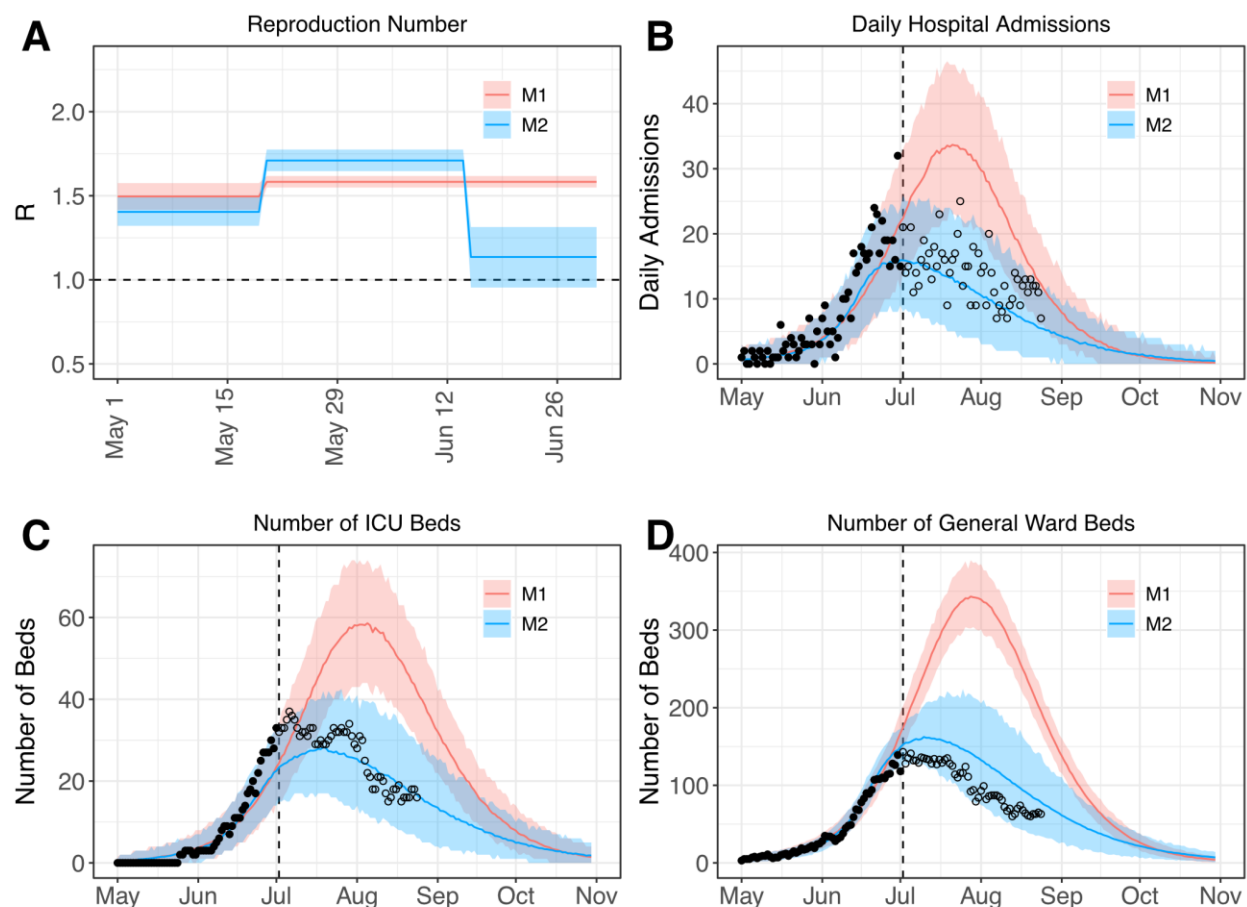 A
Reproduction Number
R
2.0
1.5
1.0
0.5
M1
M2
May 1
May 15
May 29
Jun 12
Jun 26
B
Daily Hospital Admissions
Daily Admissions
40
30
20
10
0
M1
M2
May Jun Jul Aug Sep Oct Nov
C
Number of ICU Beds
Number of Beds
60
40
20
0
M1
M2
May Jun Jul Aug Sep Oct Nov
D
Number of General Ward Beds
Number of Beds
400
300
200
100
0
M1
M2
May Jun Jul Aug Sep Oct Nov